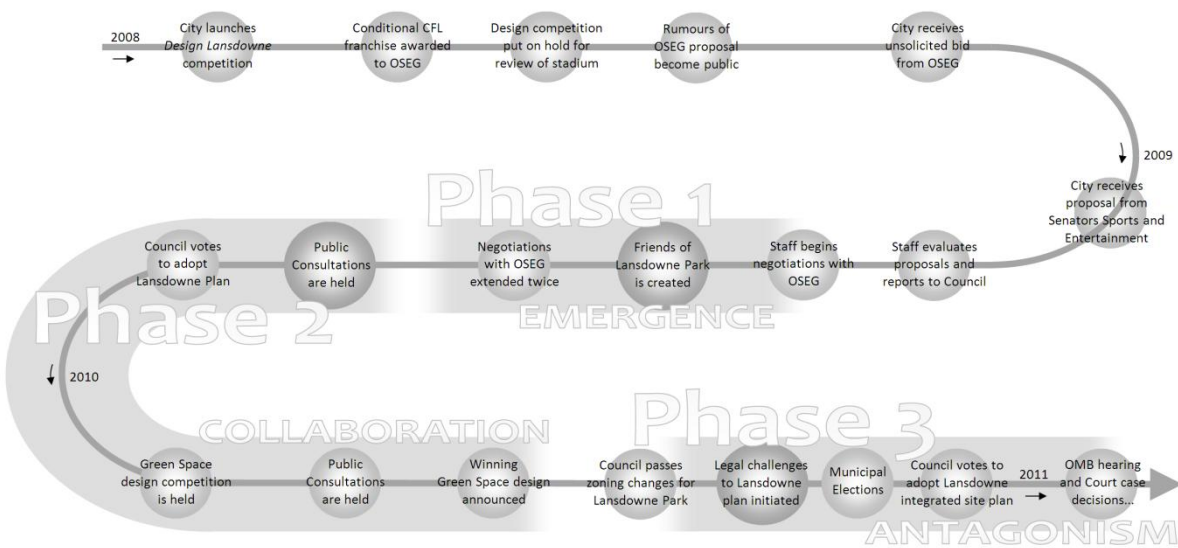 2008
City launches
Design Lansdowne
competition
Conditional CFL
franchise awarded
to OSEG
Design competition
put on hold for
review of stadium
Rumours of
OSEG proposal
become public
City receives
unsolicited bid
from OSEG
2009
City receives
proposal from
Senators Sports and
Entertainment
Staff evaluates
proposals and
reports to Council
Staff begins
negotiations with
OSEG
Phase 1
Friends of
Lansdowne Park
is created
Negotiations
with OSEG
extended twice
EMERGENCE
Public
Consultations
are held
Council votes
to adopt
Lansdowne Plan
Phase 2
2010
COLLABORATION
Green Space
design competition
is held
Public
Consultations
are held
Winning
Green Space design
announced
Council passes
zoning changes for
Lansdowne Park
Phase 3
Legal challenges
to Lansdowne
plan initiated
Municipal
Elections
Council votes to
adopt Lansdowne
integrated site plan
2011
OMB hearing
and Court case
decisions...
ANTAGONISM